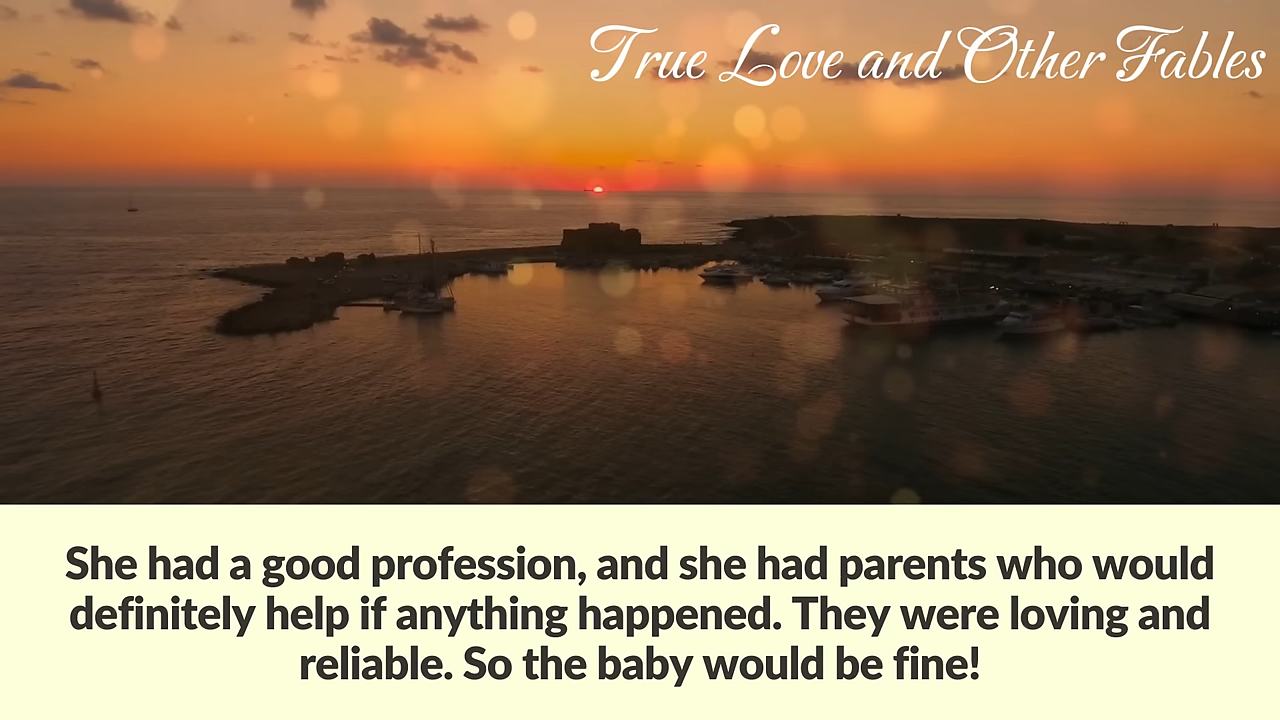 True Love and Other Fables
She had a good profession, and she had parents who would
definitely help if anything happened. They were loving and
reliable. So the baby would be fine!